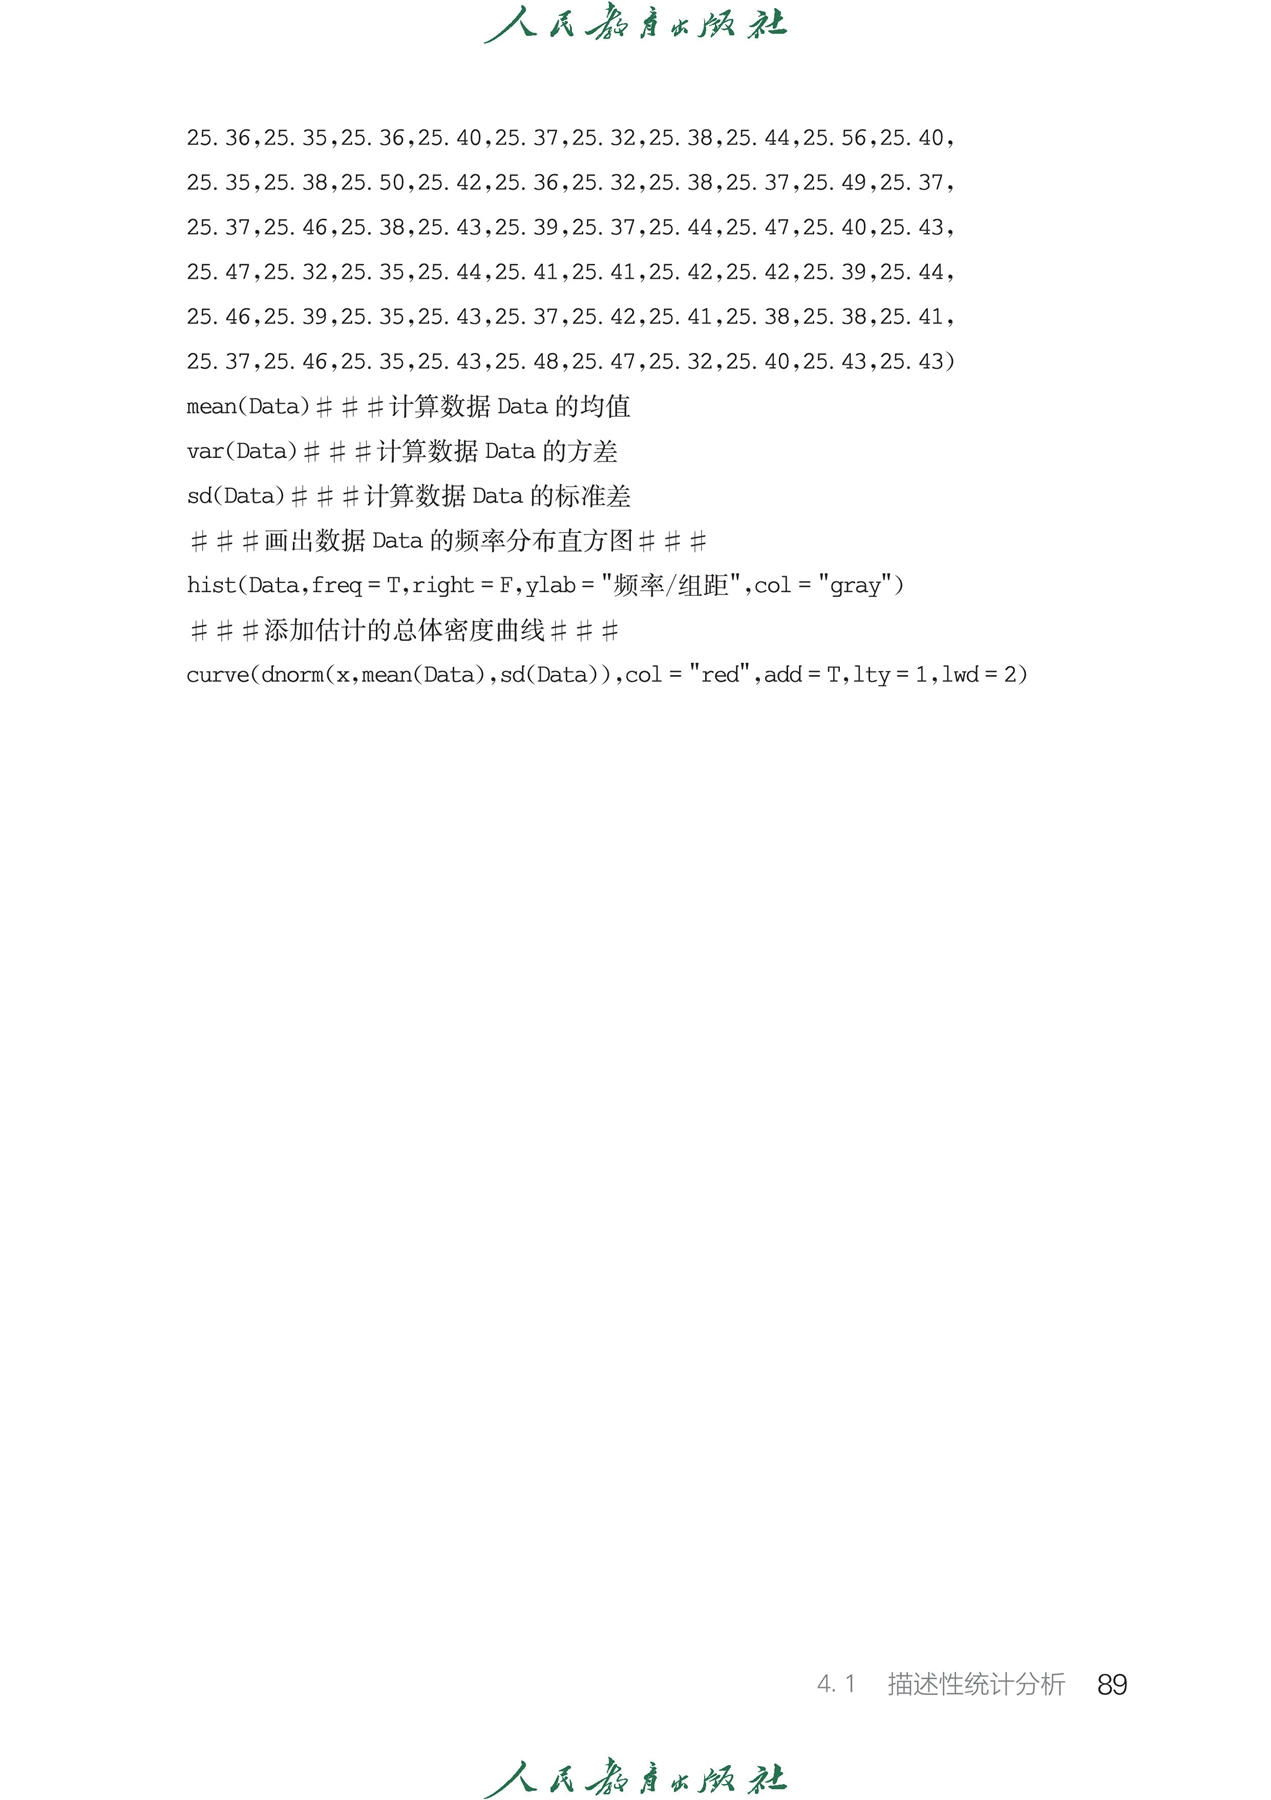 人民教育出版社
25.36,25.35,25.36,25.40,25.37,25.32,25.38,25.44,25.56,25.40,
25.35,25.38,25.50,25.42,25.36,25.32,25.38,25.37,25.49,25.37,
25.37,25.46,25.38,25.43,25.39,25.37,25.44,25.47,25.40,25.43,
25.47,25.32,25.35,25.44,25.41,25.41,25.42,25.42,25.39,25.44,
25.46,25.39,25.35,25.43,25.37,25.42,25.41,25.38,25.38,25.41,
25.37,25.46,25.35,25.43,25.48,25.47,25.32,25.40,25.43,25.43)
mean(Data)###计算数据 Data 的均值
var(Data)###计算数据 Data 的方差
sd(Data)###计算数据 Data 的标准差
###画出数据 Data 的频率分布直方图###
hist(Data,freq=T,right=F,ylab="频率/组距",col="gray")
###添加估计的总体密度曲线###
curve(dnorm(x,mean(Data),sd(Data)),col="red",add=T,lty=1,lwd=2)
4.1 描述性统计分析 89
人民教育出版社